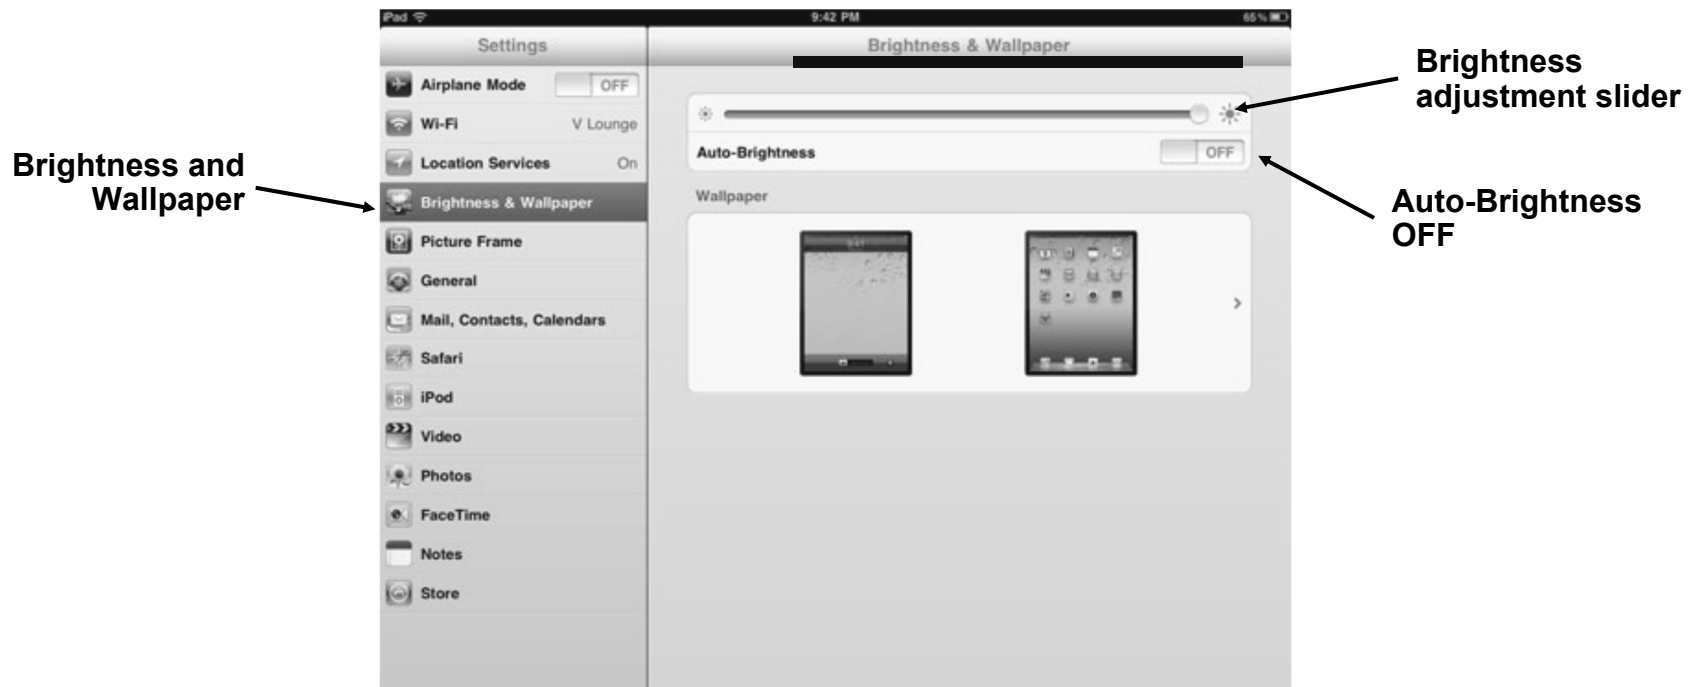 iPad 9:42 PM 65%
Settings
Brightness & Wallpaper
Airplane Mode OFF
Wi-Fi V Lounge
Location Services On
Brightness & Wallpaper
Picture Frame
General
Mail, Contacts, Calendars
Safari
iPod
Video
Photos
FaceTime
Notes
Store
Auto-Brightness OFF
Wallpaper
9:41
Brightness and
Wallpaper
Brightness
adjustment slider
Auto-Brightness
OFF